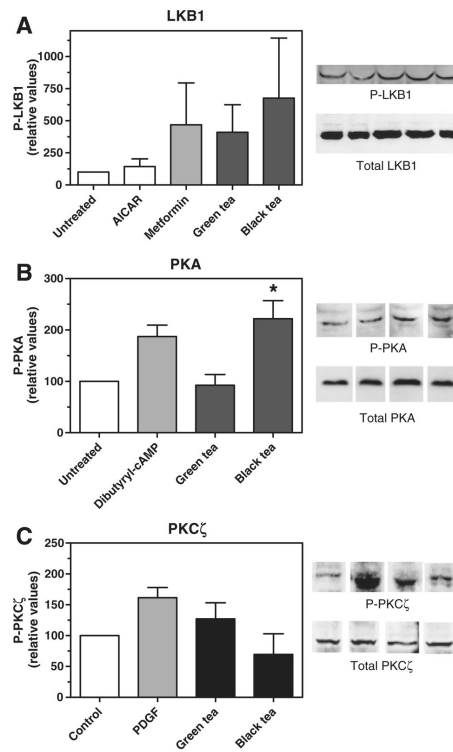 A
LKB1
P-LKB1
(relative values)
1000
750
500
250
125
0
Untreated
AICAR
Metformin
Green tea
Black tea
P-LKB1
Total LKB1
B
PKA
P-PKA
(relative values)
300
200
100
0
*
Untreated
Dibutyryl-cAMP
Green tea
Black tea
P-PKA
Total PKA
C
PKCζ
P-PKCζ
(relative values)
250
200
150
100
50
0
Control
PDGF
Green tea
Black tea
P-PKCζ
Total PKCζ